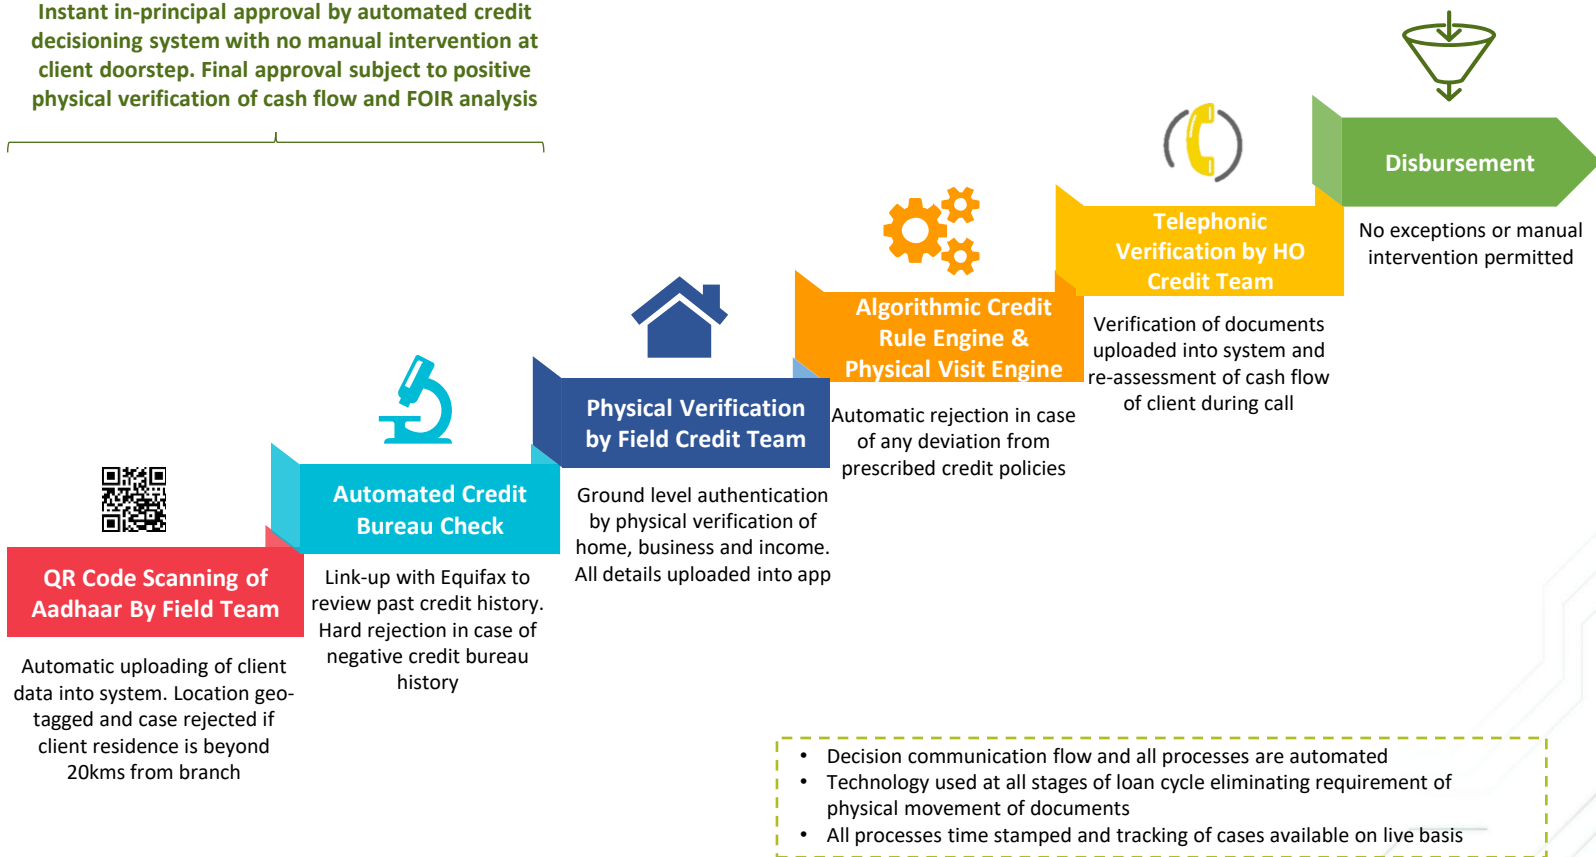 Instant in-principal approval by automated credit
decisioning system with no manual intervention at
client doorstep. Final approval subject to positive
physical verification of cash flow and FOIR analysis
QR Code Scanning of
Aadhaar By Field Team
Automatic uploading of client
data into system. Location geo-
tagged and case rejected if
client residence is beyond
20kms from branch
Automated Credit
Bureau Check
Link-up with Equifax to
review past credit history.
Hard rejection in case of
negative credit bureau
history
Physical Verification
by Field Credit Team
Ground level authentication
by physical verification of
home, business and income.
All details uploaded into app
Algorithmic Credit
Rule Engine &
Physical Visit Engine
Automatic rejection in case
of any deviation from
prescribed credit policies
Telephonic
Verification by HO
Credit Team
Verification of documents
uploaded into system and
re-assessment of cash flow
of client during call
Disbursement
No exceptions or manual
intervention permitted
• Decision communication flow and all processes are automated
• Technology used at all stages of loan cycle eliminating requirement of
physical movement of documents
• All processes time stamped and tracking of cases available on live basis